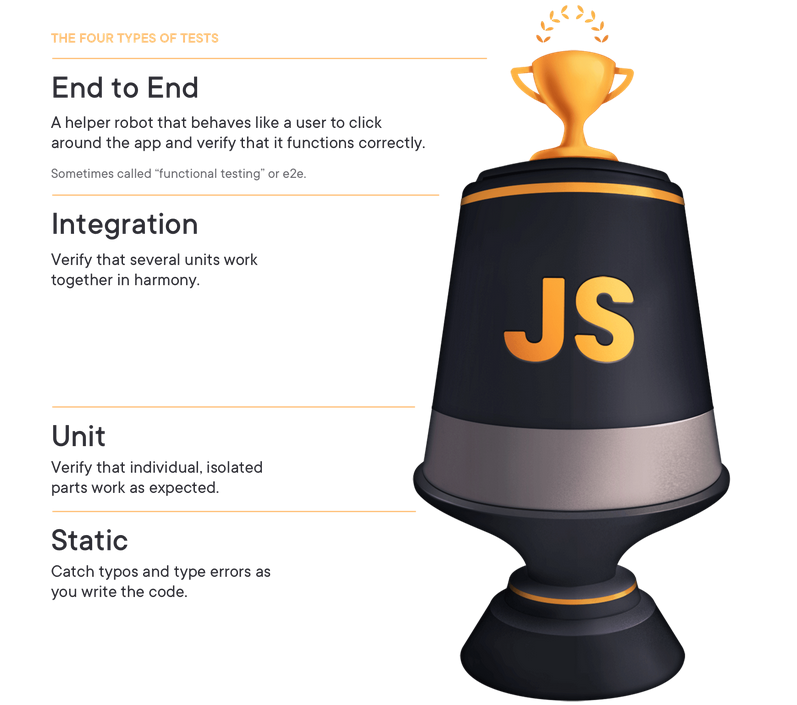 THE FOUR TYPES OF TESTS
End to End
A helper robot that behaves like a user to click
around the app and verify that it functions correctly.
Sometimes called “functional testing” or e2e.
Integration
Verify that several units work
together in harmony.
JS
Unit
Verify that individual, isolated
parts work as expected.
Static
Catch typos and type errors as
you write the code.